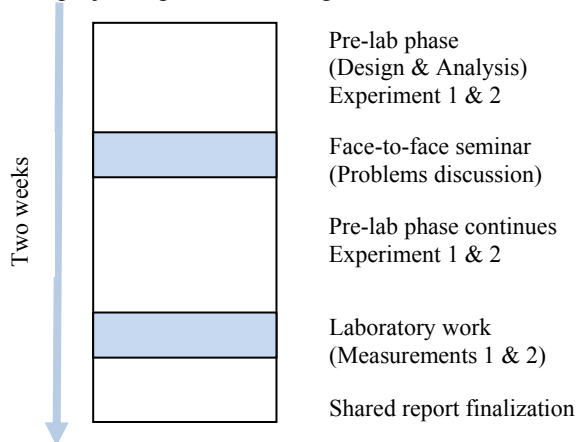 Pre-lab phase
(Design & Analysis)
Experiment 1 & 2
Face-to-face seminar
(Problems discussion)
Two weeks
Pre-lab phase continues
Experiment 1 & 2
Laboratory work
(Measurements 1 & 2)
Shared report finalization